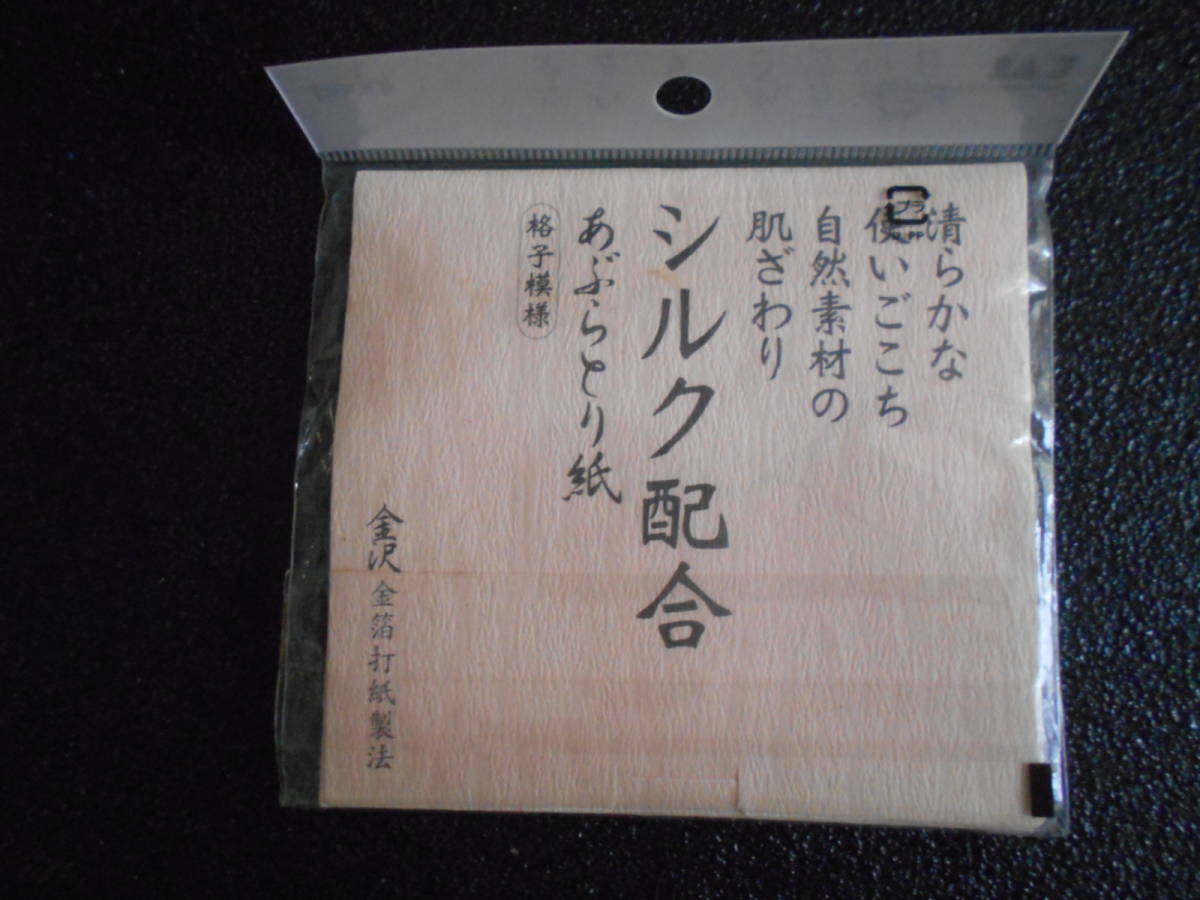 清らかな
使いごこち
自然素材の
肌ざわり
シルク配合
あぶらとり紙
格子模様
金沢 金箔打紙製法
プラ